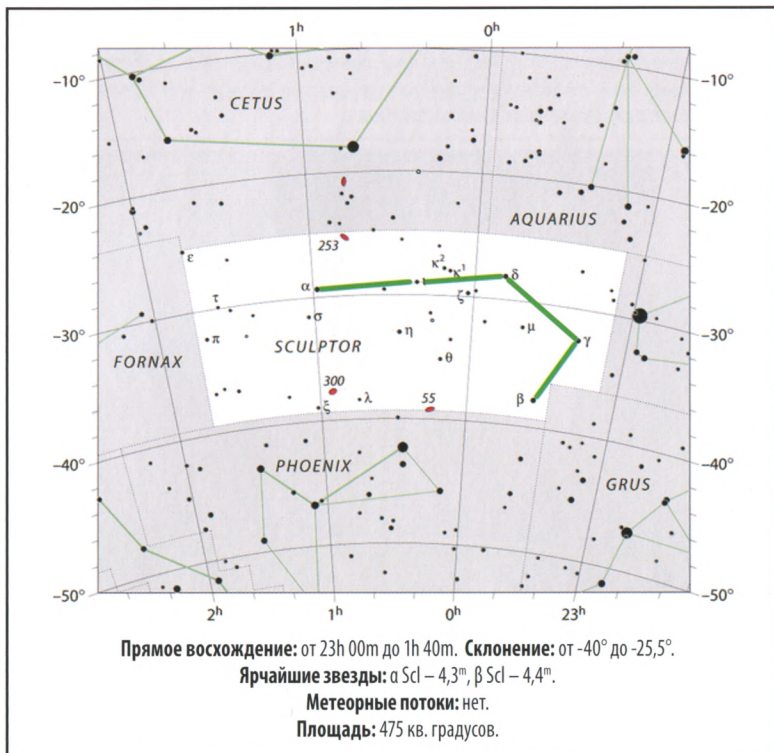 1ʰ 0ʰ
−10° −10°
CETUS
−20° −20°
AQUARIUS
253
ε κ² κ¹ δ
α ι ζ
τ
σ μ
−30° −30°
π η γ
SCULPTOR
θ
FORNAX
300 55
ξ λ β
−40° −40°
PHOENIX
GRUS
−50° −50°
2ʰ 1ʰ 0ʰ 23ʰ
Прямое восхождение: от 23h 00m до 1h 40m. Склонение: от -40° до -25,5°.
Ярчайшие звезды: α Scl – 4,3ᵐ, β Scl – 4,4ᵐ.
Метеорные потоки: нет.
Площадь: 475 кв. градусов.